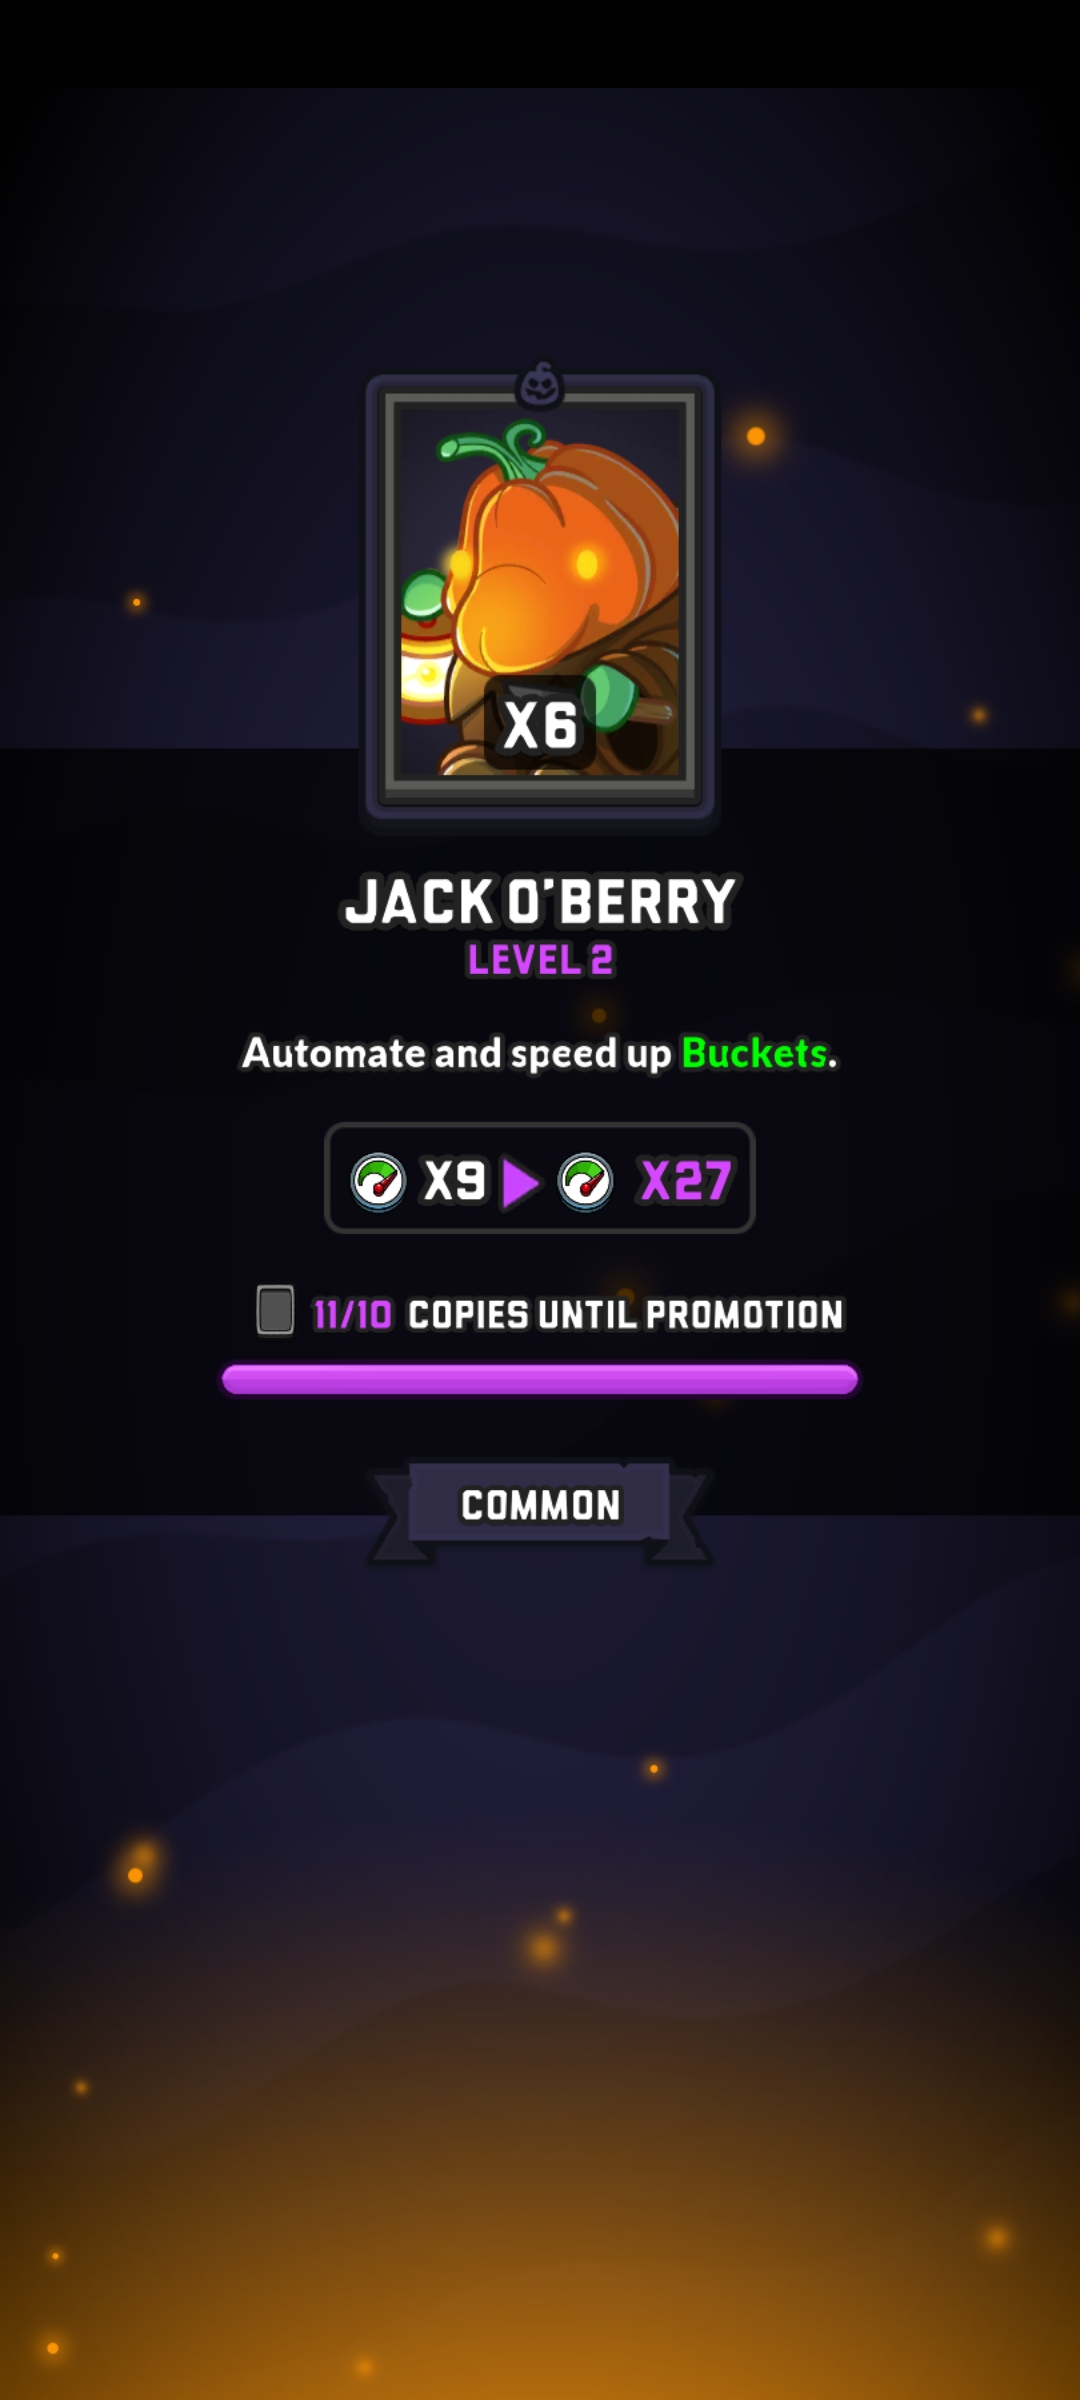 X6
JACK O'BERRY
LEVEL 2
Automate and speed up Buckets.
X9 X27
11/10 COPIES UNTIL PROMOTION
COMMON